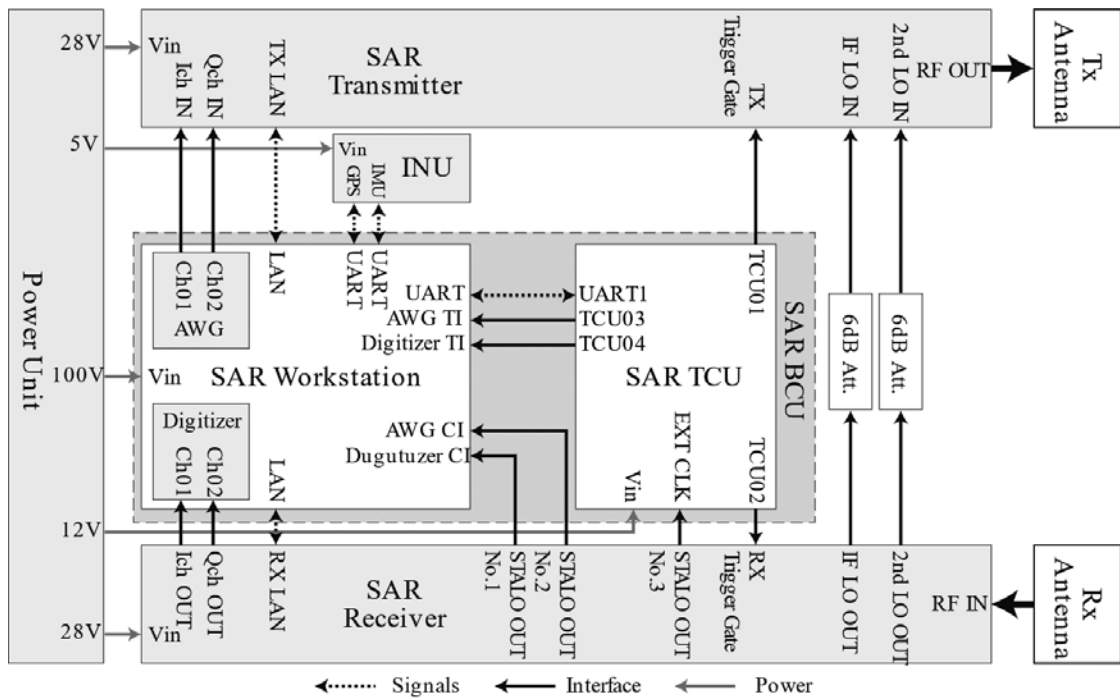 28V
Vin
Ich IN
Qch IN
TX LAN
SAR
Transmitter
TX
Trigger Gate
IF LO IN
2nd LO IN
RF OUT
Tx
Antenna
5V
Vin
GPS
IMU
INU
Power Unit
Ch01
Ch02
AWG
LAN
UART
UART
UART
AWG TI
Digitizer TI
UART1
TCU03
TCU04
TCU01
SAR BCU
6dB Att.
6dB Att.
100V
Vin
SAR Workstation
SAR TCU
Digitizer
Ch01
Ch02
LAN
AWG CI
Dugutuzer CI
Vin
EXT CLK
TCU02
12V
28V
Vin
Ich OUT
Qch OUT
RX LAN
SAR
Receiver
STALO OUT
No.1
STALO OUT
No.2
STALO OUT
No.3
RX
Trigger Gate
IF LO OUT
2nd LO OUT
RF IN
Rx
Antenna
Signals
Interface
Power